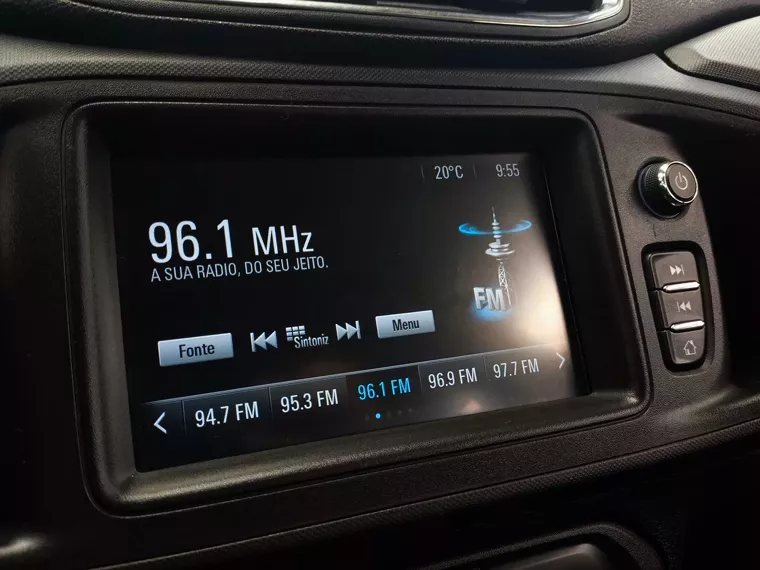 20°C 9:55
96.1 MHz
A SUA RADIO, DO SEU JEITO.
FM
Fonte Sintoniz Menu
94.7 FM 95.3 FM 96.1 FM 96.9 FM 97.7 FM